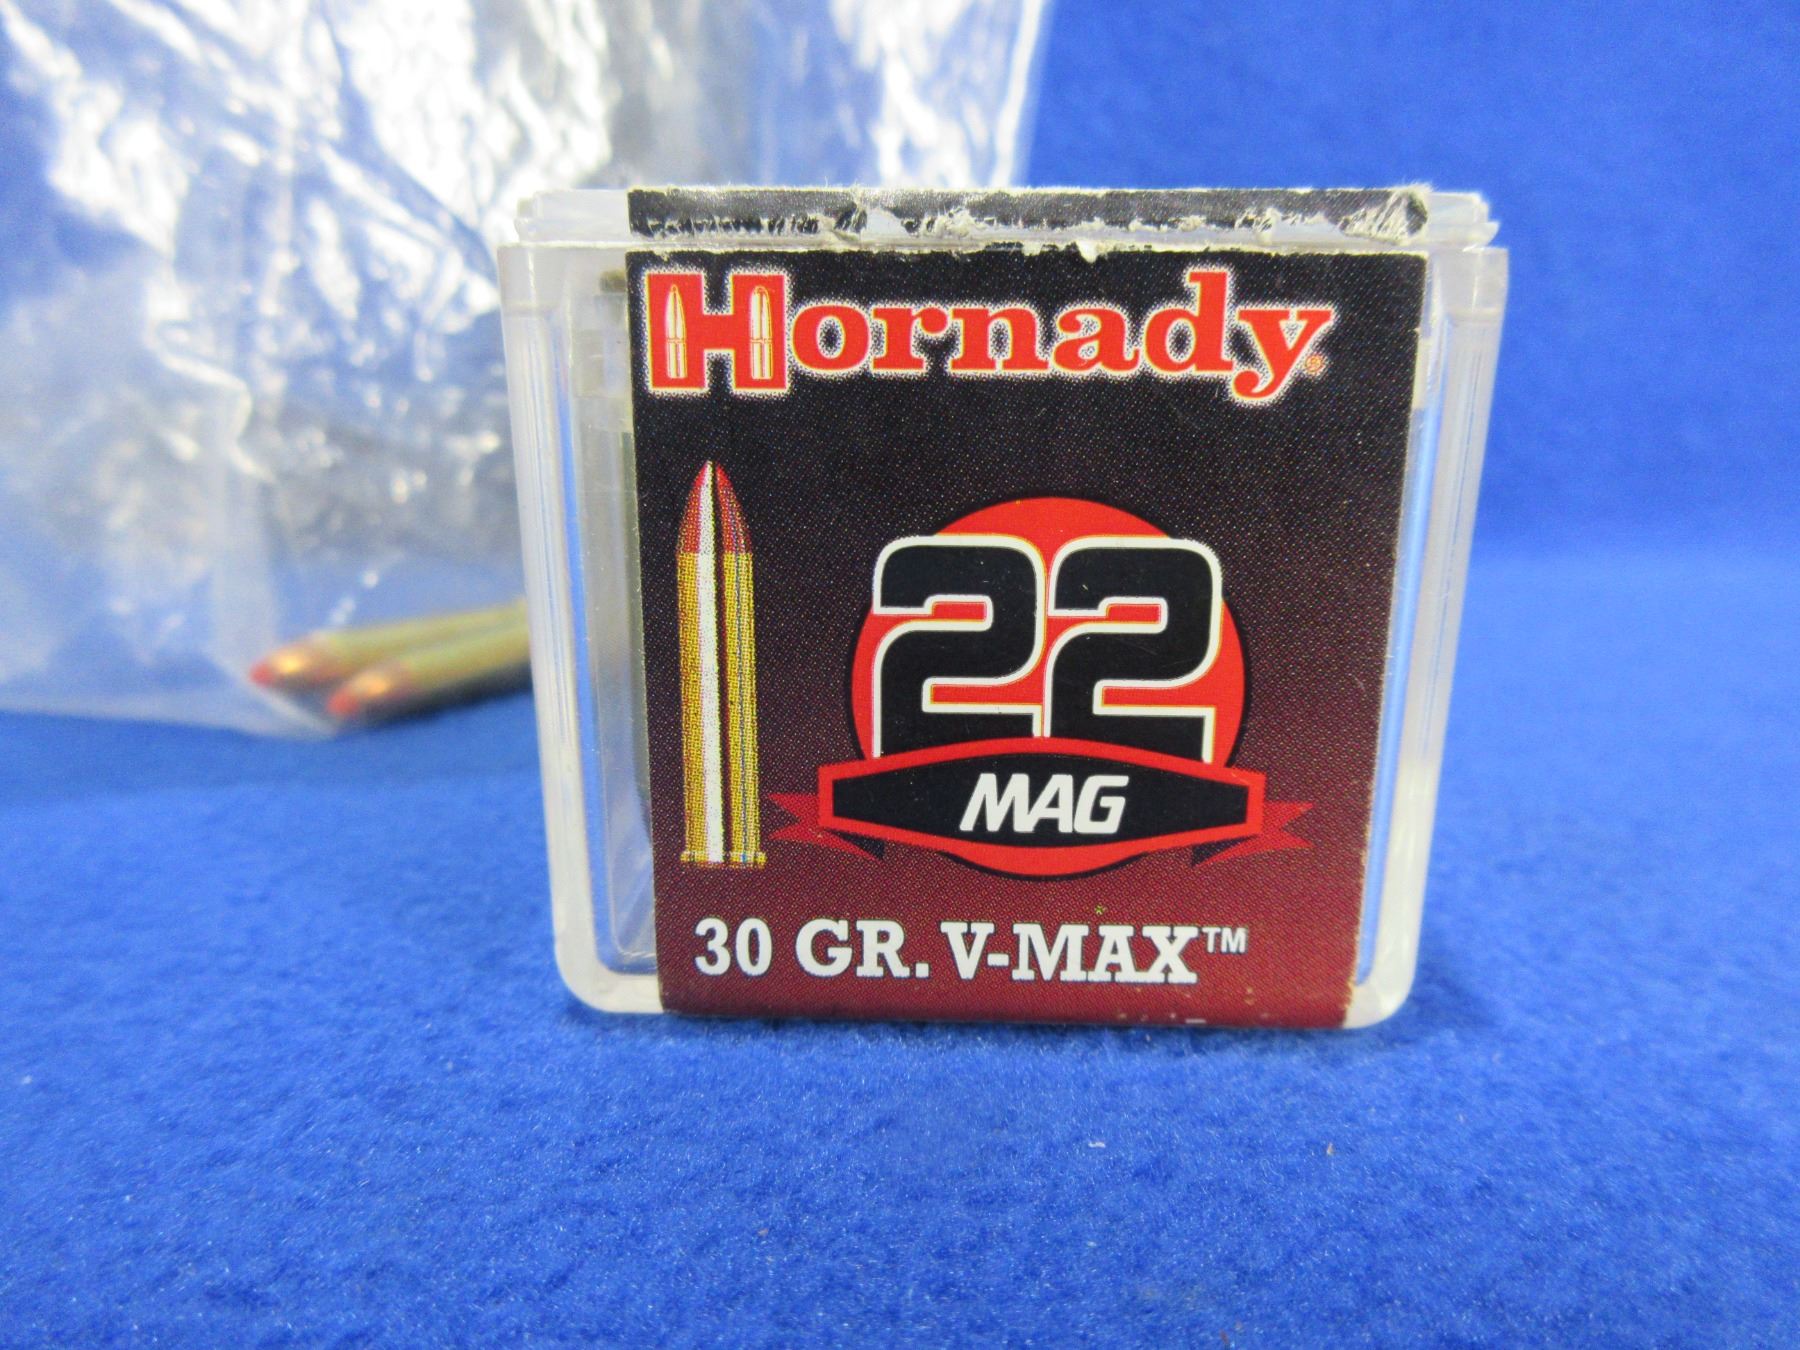 Hornady®
22
MAG
30 GR. V-MAX™